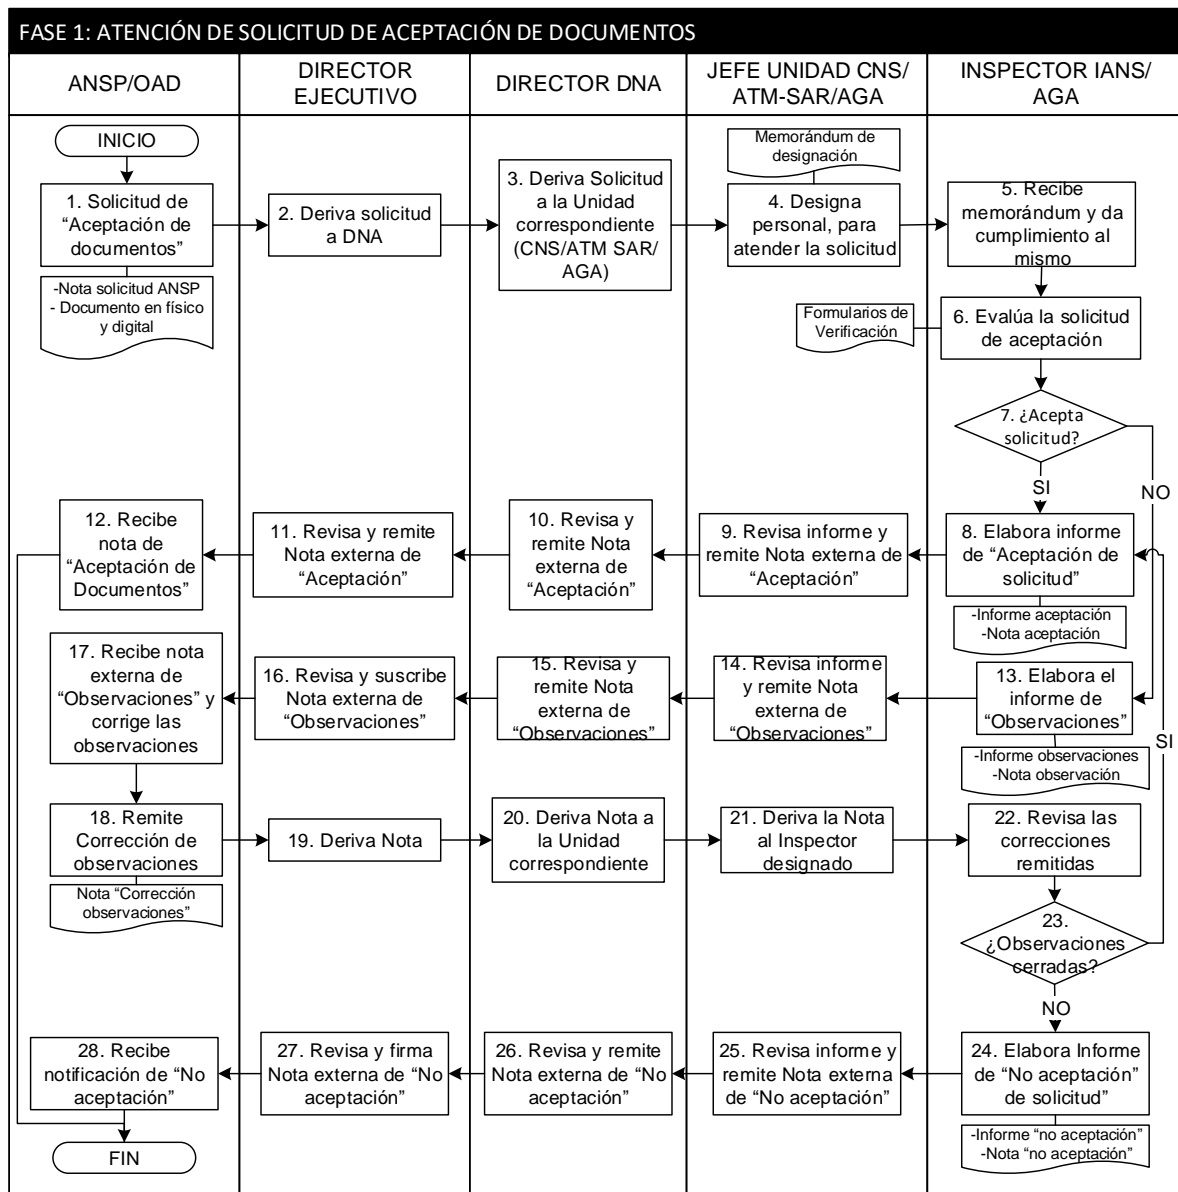 FASE 1: ATENCIÓN DE SOLICITUD DE ACEPTACIÓN DE DOCUMENTOS
ANSP/OAD
DIRECTOR
EJECUTIVO
DIRECTOR DNA
JEFE UNIDAD CNS/
ATM-SAR/AGA
INSPECTOR IANS/
AGA
INICIO
1. Solicitud de
“Aceptación de
documentos”
-Nota solicitud ANSP
- Documento en físico
y digital
2. Deriva solicitud
a DNA
3. Deriva Solicitud
a la Unidad
correspondiente
(CNS/ATM SAR/
AGA)
Memorándum de
designación
4. Designa
personal, para
atender la solicitud
5. Recibe
memorándum y da
cumplimiento al
mismo
Formularios de
Verificación
6. Evalúa la solicitud
de aceptación
7. ¿Acepta
solicitud?
SI
NO
8. Elabora informe
de “Aceptación de
solicitud”
-Informe aceptación
-Nota aceptación
9. Revisa informe y
remite Nota externa de
“Aceptación”
10. Revisa y
remite Nota
externa de
“Aceptación”
11. Revisa y remite
Nota externa de
“Aceptación”
12. Recibe
nota de
“Aceptación de
Documentos”
13. Elabora el
informe de
“Observaciones”
-Informe observaciones
-Nota observación
14. Revisa informe
y remite Nota
externa de
“Observaciones”
15. Revisa y
remite Nota
externa de
“Observaciones”
16. Revisa y suscribe
Nota externa de
“Observaciones”
17. Recibe nota
externa de
“Observaciones” y
corrige las
observaciones
18. Remite
Corrección de
observaciones
Nota “Corrección
observaciones”
19. Deriva Nota
20. Deriva Nota a
la Unidad
correspondiente
21. Deriva la Nota
al Inspector
designado
22. Revisa las
correcciones
remitidas
23.
¿Observaciones
cerradas?
SI
NO
24. Elabora Informe
de “No aceptación”
de solicitud”
-Informe “no aceptación”
-Nota “no aceptación”
25. Revisa informe y
remite Nota externa
de “No aceptación”
26. Revisa y remite
Nota externa de “No
aceptación”
27. Revisa y firma
Nota externa de “No
aceptación”
28. Recibe
notificación de “No
aceptación”
FIN